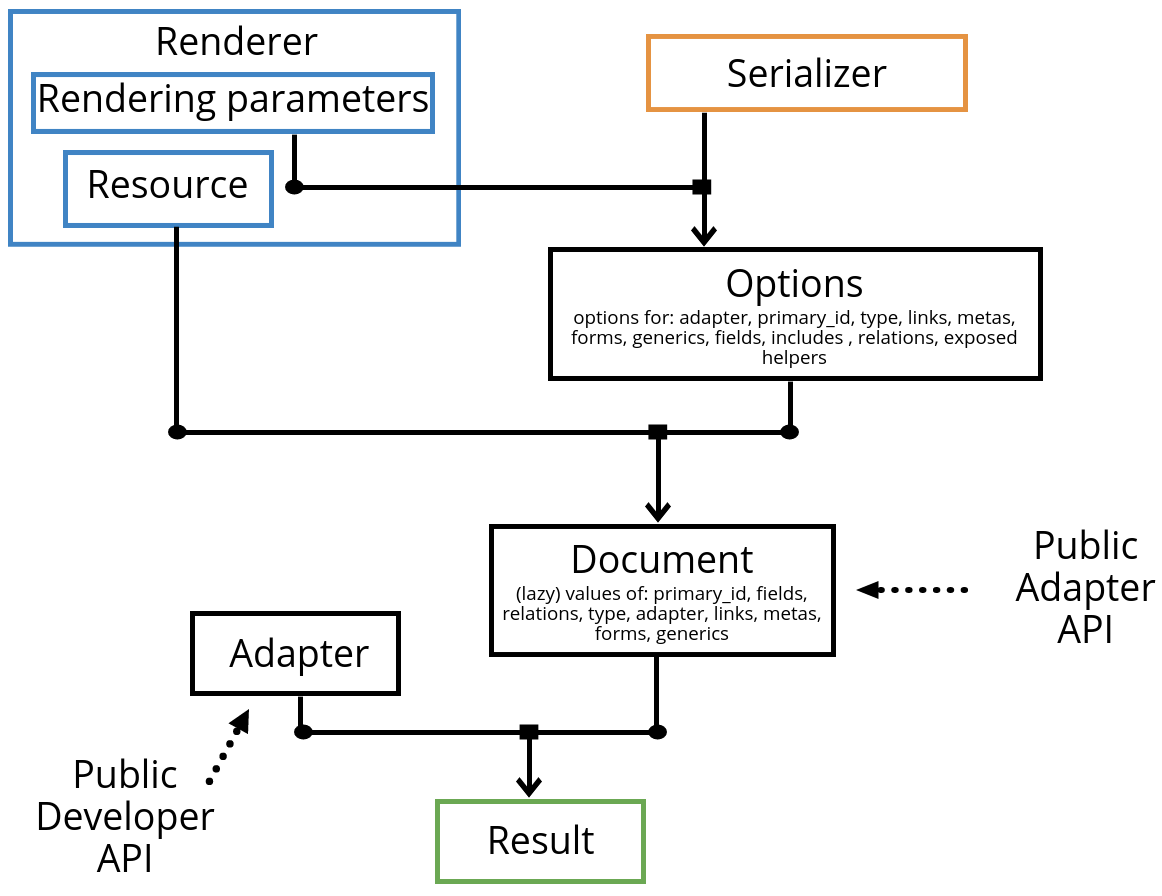 Renderer
Rendering parameters
Resource
Serializer
Options
options for: adapter, primary_id, type, links, metas,
forms, generics, fields, includes , relations, exposed
helpers
Document
(lazy) values of: primary_id, fields,
relations, type, adapter, links, metas,
forms, generics
Public
Adapter
API
Adapter
Public
Developer
API
Result